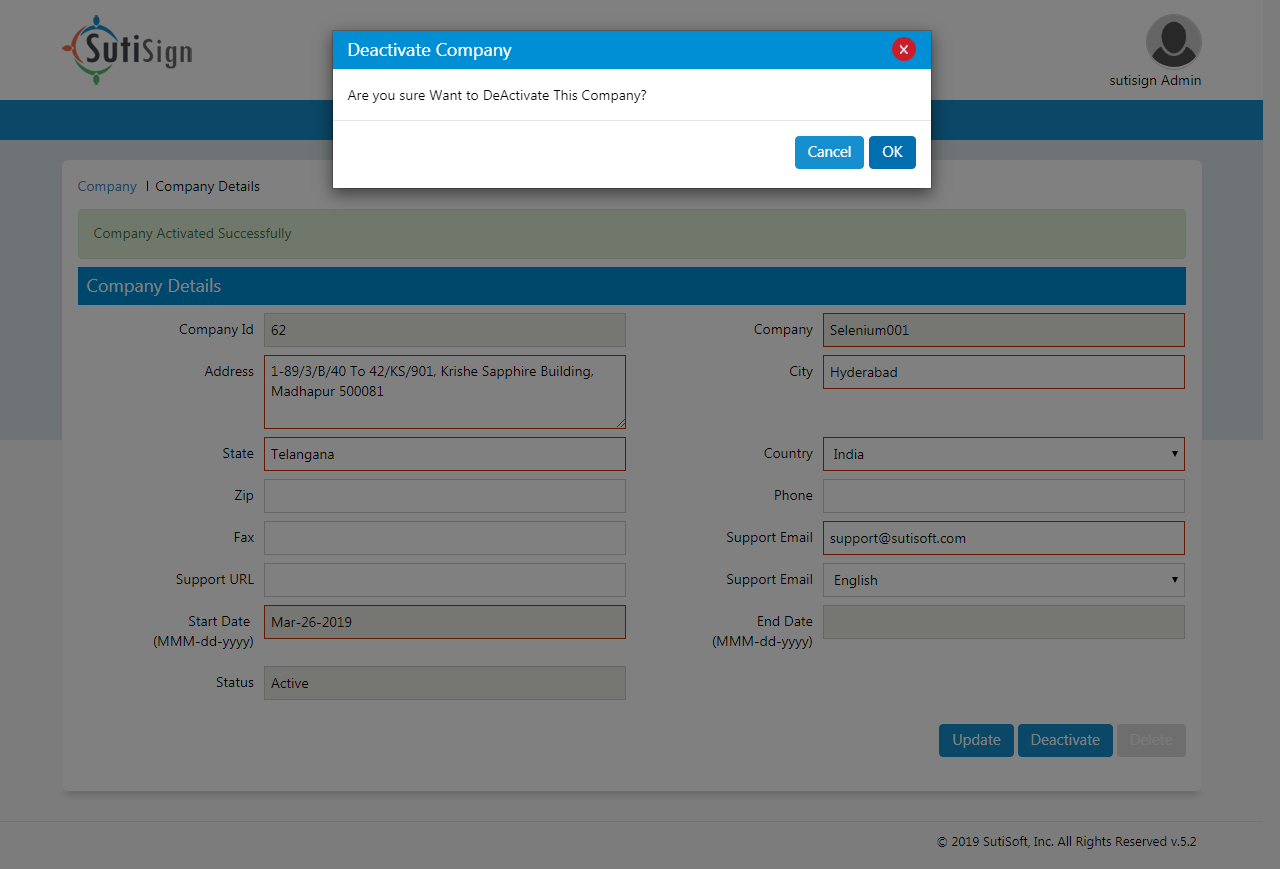 SutiSign
sutisign Admin
Deactivate Company
Are you sure Want to DeActivate This Company?
Cancel OK
Company | Company Details
Company Activated Successfully
Company Details
Company Id 62 Company Selenium001
Address 1-89/3/B/40 To 42/KS/901, Krishe Sapphire Building, City Hyderabad
Madhapur 500081
State Telangana Country India
Zip Phone
Fax Support Email support@sutisoft.com
Support URL Support Email English
Start Date Mar-26-2019 End Date
(MMM-dd-yyyy) (MMM-dd-yyyy)
Status Active
Update Deactivate Delete
© 2019 SutiSoft, Inc. All Rights Reserved v.5.2